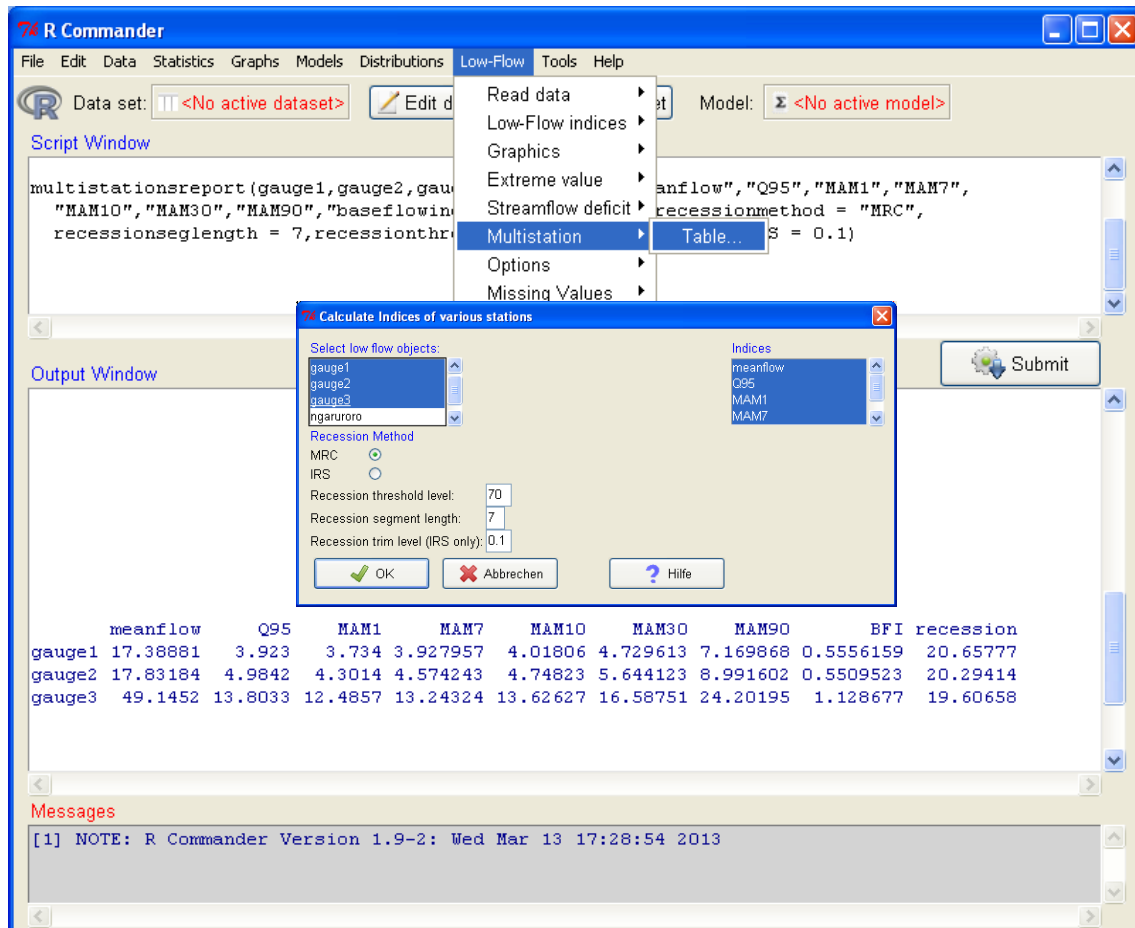 R Commander
File Edit Data Statistics Graphs Models Distributions Low-Flow Tools Help
Data set: <No active dataset> Edit d et Model: Σ <No active model>
Script Window
multistationsreport(gauge1,gauge2,gau anflow","Q95","MAM1","MAM7",
"MAM10","MAM30","MAM90","baseflowin recessionmethod = "MRC",
recessionseglength = 7,recessionthr S = 0.1)
Read data
Low-Flow indices
Graphics
Extreme value
Streamflow deficit
Multistation
Table...
Options
Missing Values
Calculate Indices of various stations
Select low flow objects:
gauge1
gauge2
gauge3
ngaruroro
Indices
meanflow
Q95
MAM1
MAM7
Recession Method
MRC
IRS
Recession threshold level: 70
Recession segment length: 7
Recession trim level (IRS only): 0.1
OK Abbrechen ? Hilfe
Submit
Output Window
meanflow Q95 MAM1 MAM7 MAM10 MAM30 MAM90 BFI recession
gauge1 17.38881 3.923 3.734 3.927957 4.01806 4.729613 7.169868 0.5556159 20.65777
gauge2 17.83184 4.9842 4.3014 4.574243 4.74823 5.644123 8.991602 0.5509523 20.29414
gauge3 49.1452 13.8033 12.4857 13.24324 13.62627 16.58751 24.20195 1.128677 19.60658
Messages
[1] NOTE: R Commander Version 1.9-2: Wed Mar 13 17:28:54 2013